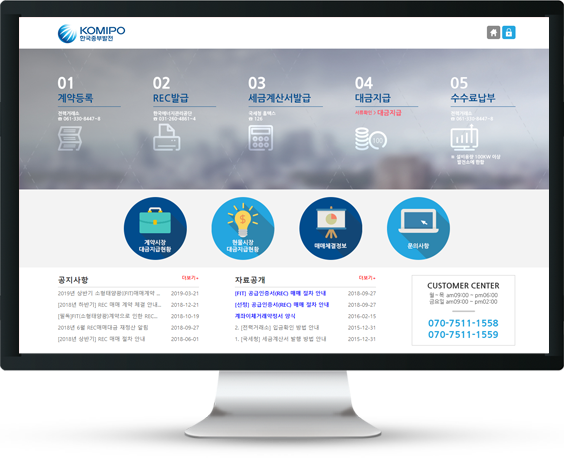 KOMIPO
한국중부발전
01
계약등록
전력거래소
☎ 061-330-8447~8
02
REC발급
한국에너지관리공단
☎ 031-260-4861~4
03
세금계산서발급
국세청 홈택스
☎ 126
04
대금지급
서류확인 > 대금지급
100
05
수수료납부
전력거래소
☎ 061-330-8447~8
※ 설비용량 100KW 이상
발전소에 한함
계약시장
대금지급현황
현물시장
대금지급현황
매매체결정보
문의사항
공지사항
더보기+
2019년 상반기 소형태양광(FIT)매매계약 ... 2019-03-21
[2018년 하반기] REC 매매 계약 체결 안내... 2018-12-21
[필독]FIT(소형태양광)계약으로 인한 REC... 2018-10-19
2018년 6월 REC매매대금 재정산 알림 2018-09-27
[2018년 상반기] REC 매매 절차 안내 2018-06-01
자료공개
더보기+
[FIT] 공급인증서(REC) 매매 절차 안내 2018-09-27
[선정] 공급인증서(REC) 매매 절차 안내 2018-09-27
계좌이체거래약정서 양식 2016-02-15
2. [전력거래소] 입금확인 방법 안내 2015-12-31
1. [국세청] 세금계산서 발행 방법 안내 2015-12-31
CUSTOMER CENTER
월~목 am09:00 ~ pm06:00
금요일 am09:00 ~ pm02:00
070-7511-1558
070-7511-1559